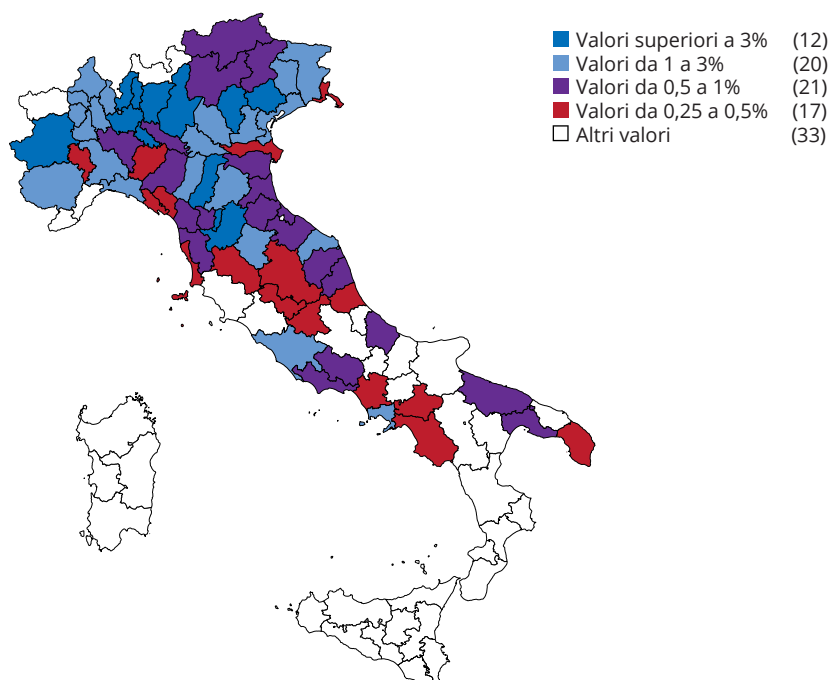 Valori superiori a 3% (12)
Valori da 1 a 3% (20)
Valori da 0,5 a 1% (21)
Valori da 0,25 a 0,5% (17)
Altri valori (33)